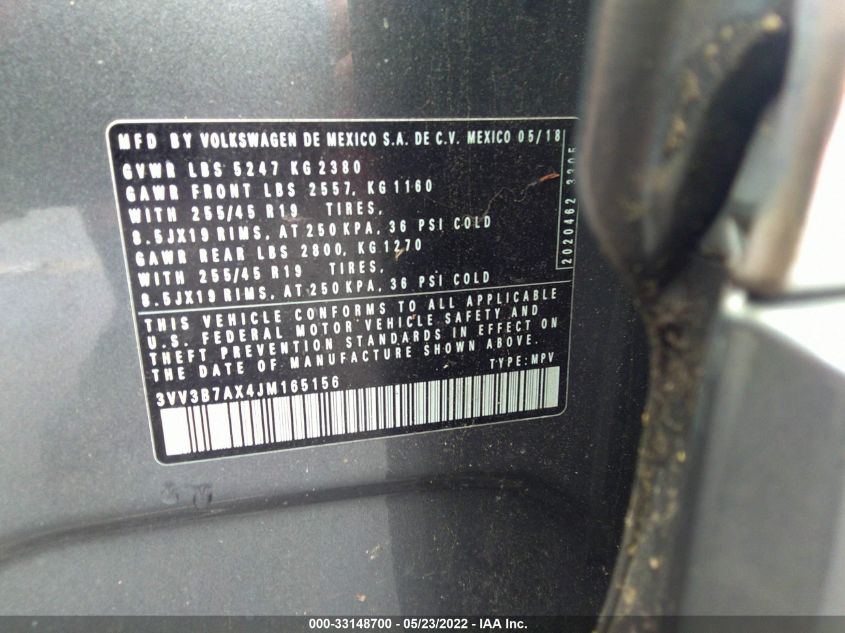 MFD BY VOLKSWAGEN DE MEXICO S.A. DE C.V. MEXICO 05/18
GVWR LBS 5247 KG 2380
GAWR FRONT LBS 2557, KG 1160
WITH 255/45 R19 TIRES,
8.5JX19 RIMS, AT 250 KPA, 36 PSI COLD
GAWR REAR LBS 2800, KG 1270
WITH 255/45 R19 TIRES,
8.5JX19 RIMS, AT 250 KPA, 36 PSI COLD
2020462 3305
THIS VEHICLE CONFORMS TO ALL APPLICABLE
U.S. FEDERAL MOTOR VEHICLE SAFETY AND
THEFT PREVENTION STANDARDS IN EFFECT ON
THE DATE OF MANUFACTURE SHOWN ABOVE.
TYPE: MPV
3VV3B7AX4JM165156
000-33148700 - 05/23/2022 - IAA Inc.